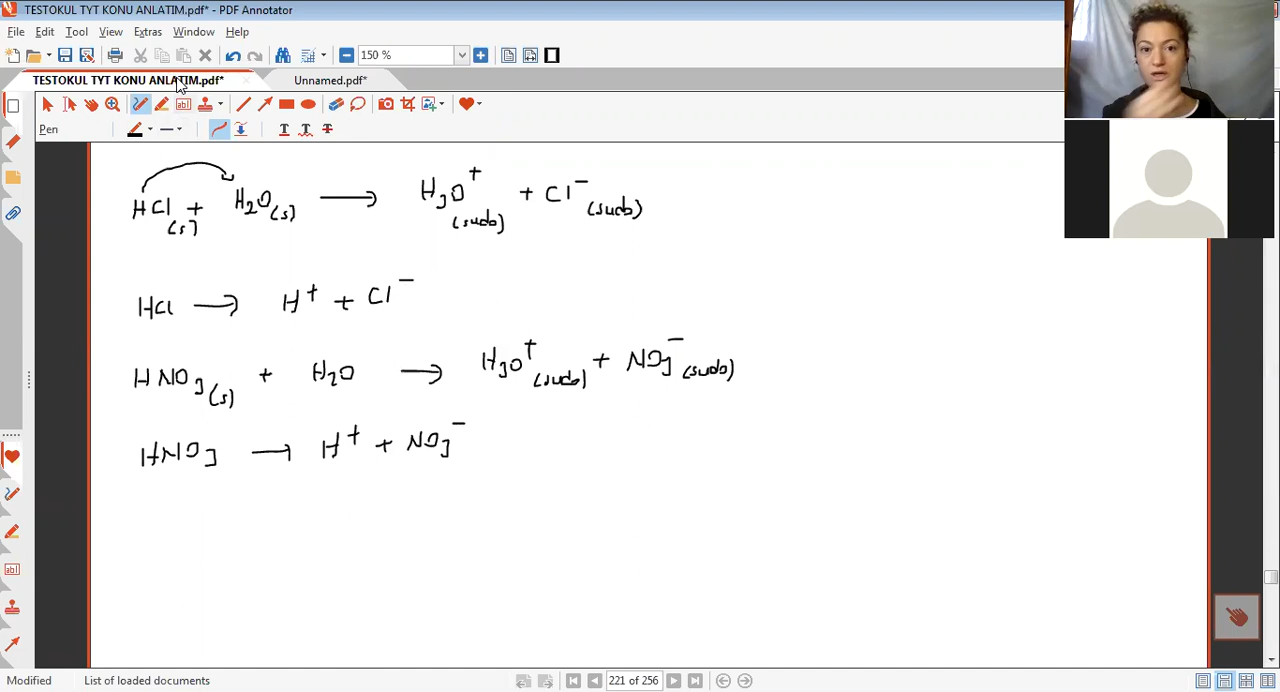 TESTOKUL TYT KONU ANLATIM.pdf* - PDF Annotator
File Edit Tool View Extras Window Help
150 %
TESTOKUL TYT KONU ANLATIM.pdf* Unnamed.pdf*
Pen
HCl(s) + H2O(s) → H3O+(suda) + Cl−(suda)
HCl → H+ + Cl−
HNO3(s) + H2O → H3O+(suda) + NO3−(suda)
HNO3 → H+ + NO3−
Modified List of loaded documents 221 of 256